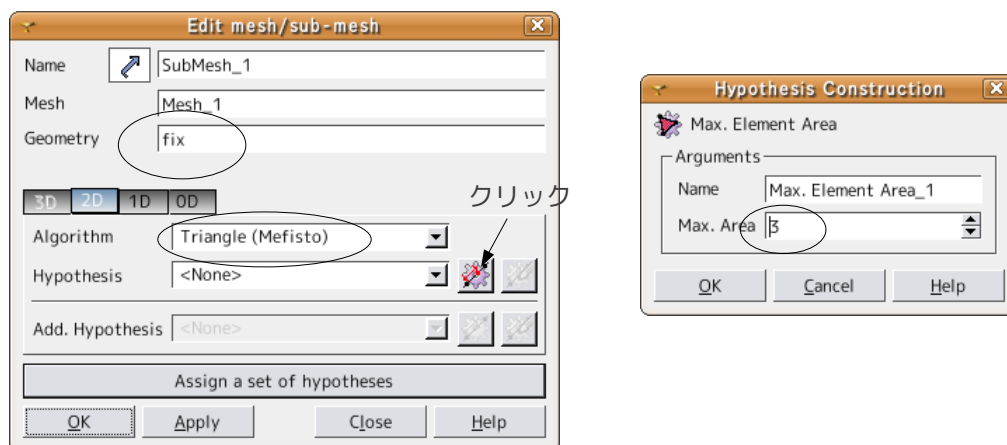 Edit mesh/sub-mesh
Name SubMesh_1
Mesh Mesh_1
Geometry fix
3D 2D 1D 0D
クリック
Algorithm Triangle (Mefisto)
Hypothesis <None>
Add. Hypothesis <None>
Assign a set of hypotheses
OK Apply Close Help
Hypothesis Construction
Max. Element Area
Arguments
Name Max. Element Area_1
Max. Area 3
OK Cancel Help